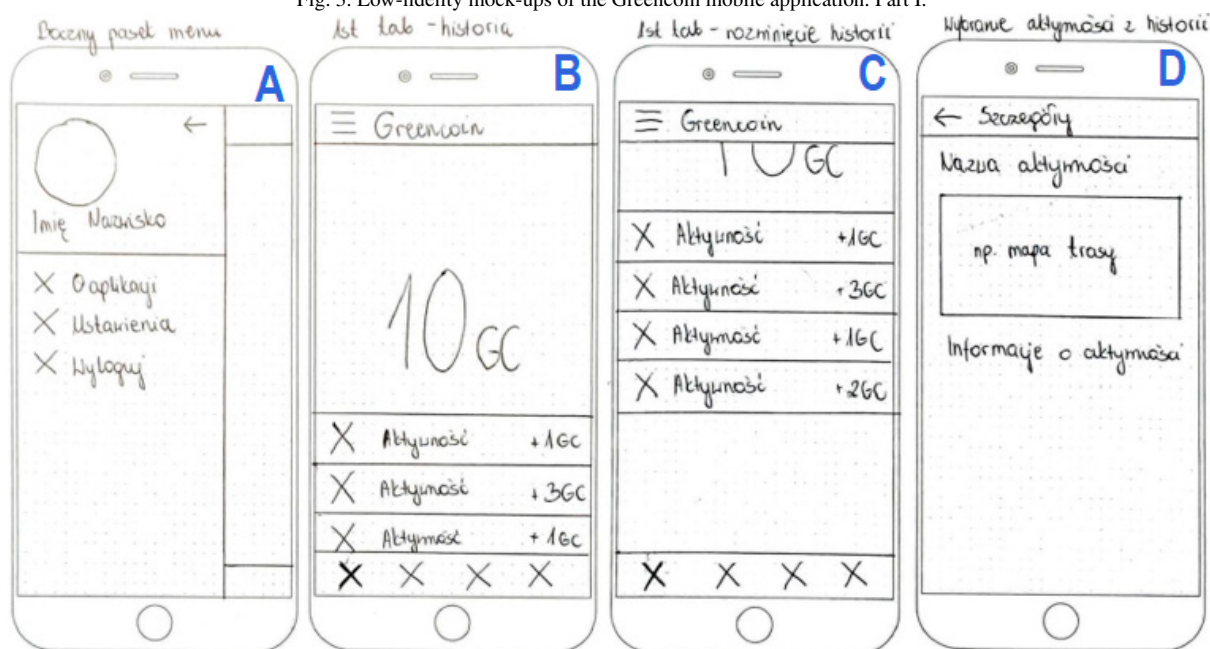 Fig. 3. Low-fidelity mock-ups of the Greencoin mobile application. Part I.
Boczny pasek menu
A
←
Imię Nazwisko
X O aplikacji
X Ustawienia
X Wyloguj
1st tab - historia
B
Greencoin
10 GC
X Aktywność +1GC
X Aktywność +3GC
X Aktywność +1GC
X X X X
1st tab - rozwinięcie historii
C
Greencoin
10 GC
X Aktywność +1GC
X Aktywność +3GC
X Aktywność +1GC
X Aktywność +2GC
X X X X
Wybranie aktywności z historii
D
← Szczegóły
Nazwa aktywności
np. mapa trasy
Informacje o aktywności